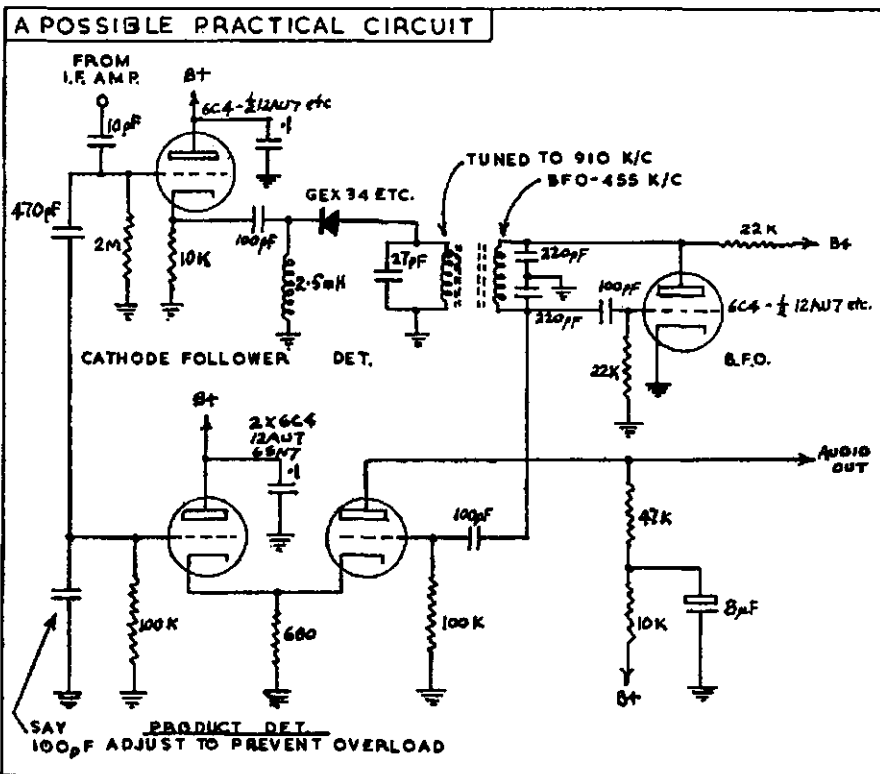 A POSSIBLE PRACTICAL CIRCUIT
FROM
I.F. AMP.
B+
6C4-½12AU7 etc
.1
10pF
TUNED TO 910 K/C
BFO-455 K/C
GEX 34 ETC.
470pF
2M
10K
100pF
2.5mH
27pF
220pF
220pF
100pF
22K
B+
6C4-½ 12AU7 etc.
B.F.O.
22K
CATHODE FOLLOWER DET.
B+
2X6C4
12AU7
6SN7
.1
AUDIO
OUT
100pF
47K
100K
680
100K
10K
8µF
B+
SAY
100pF ADJUST TO PREVENT OVERLOAD
PRODUCT DET.